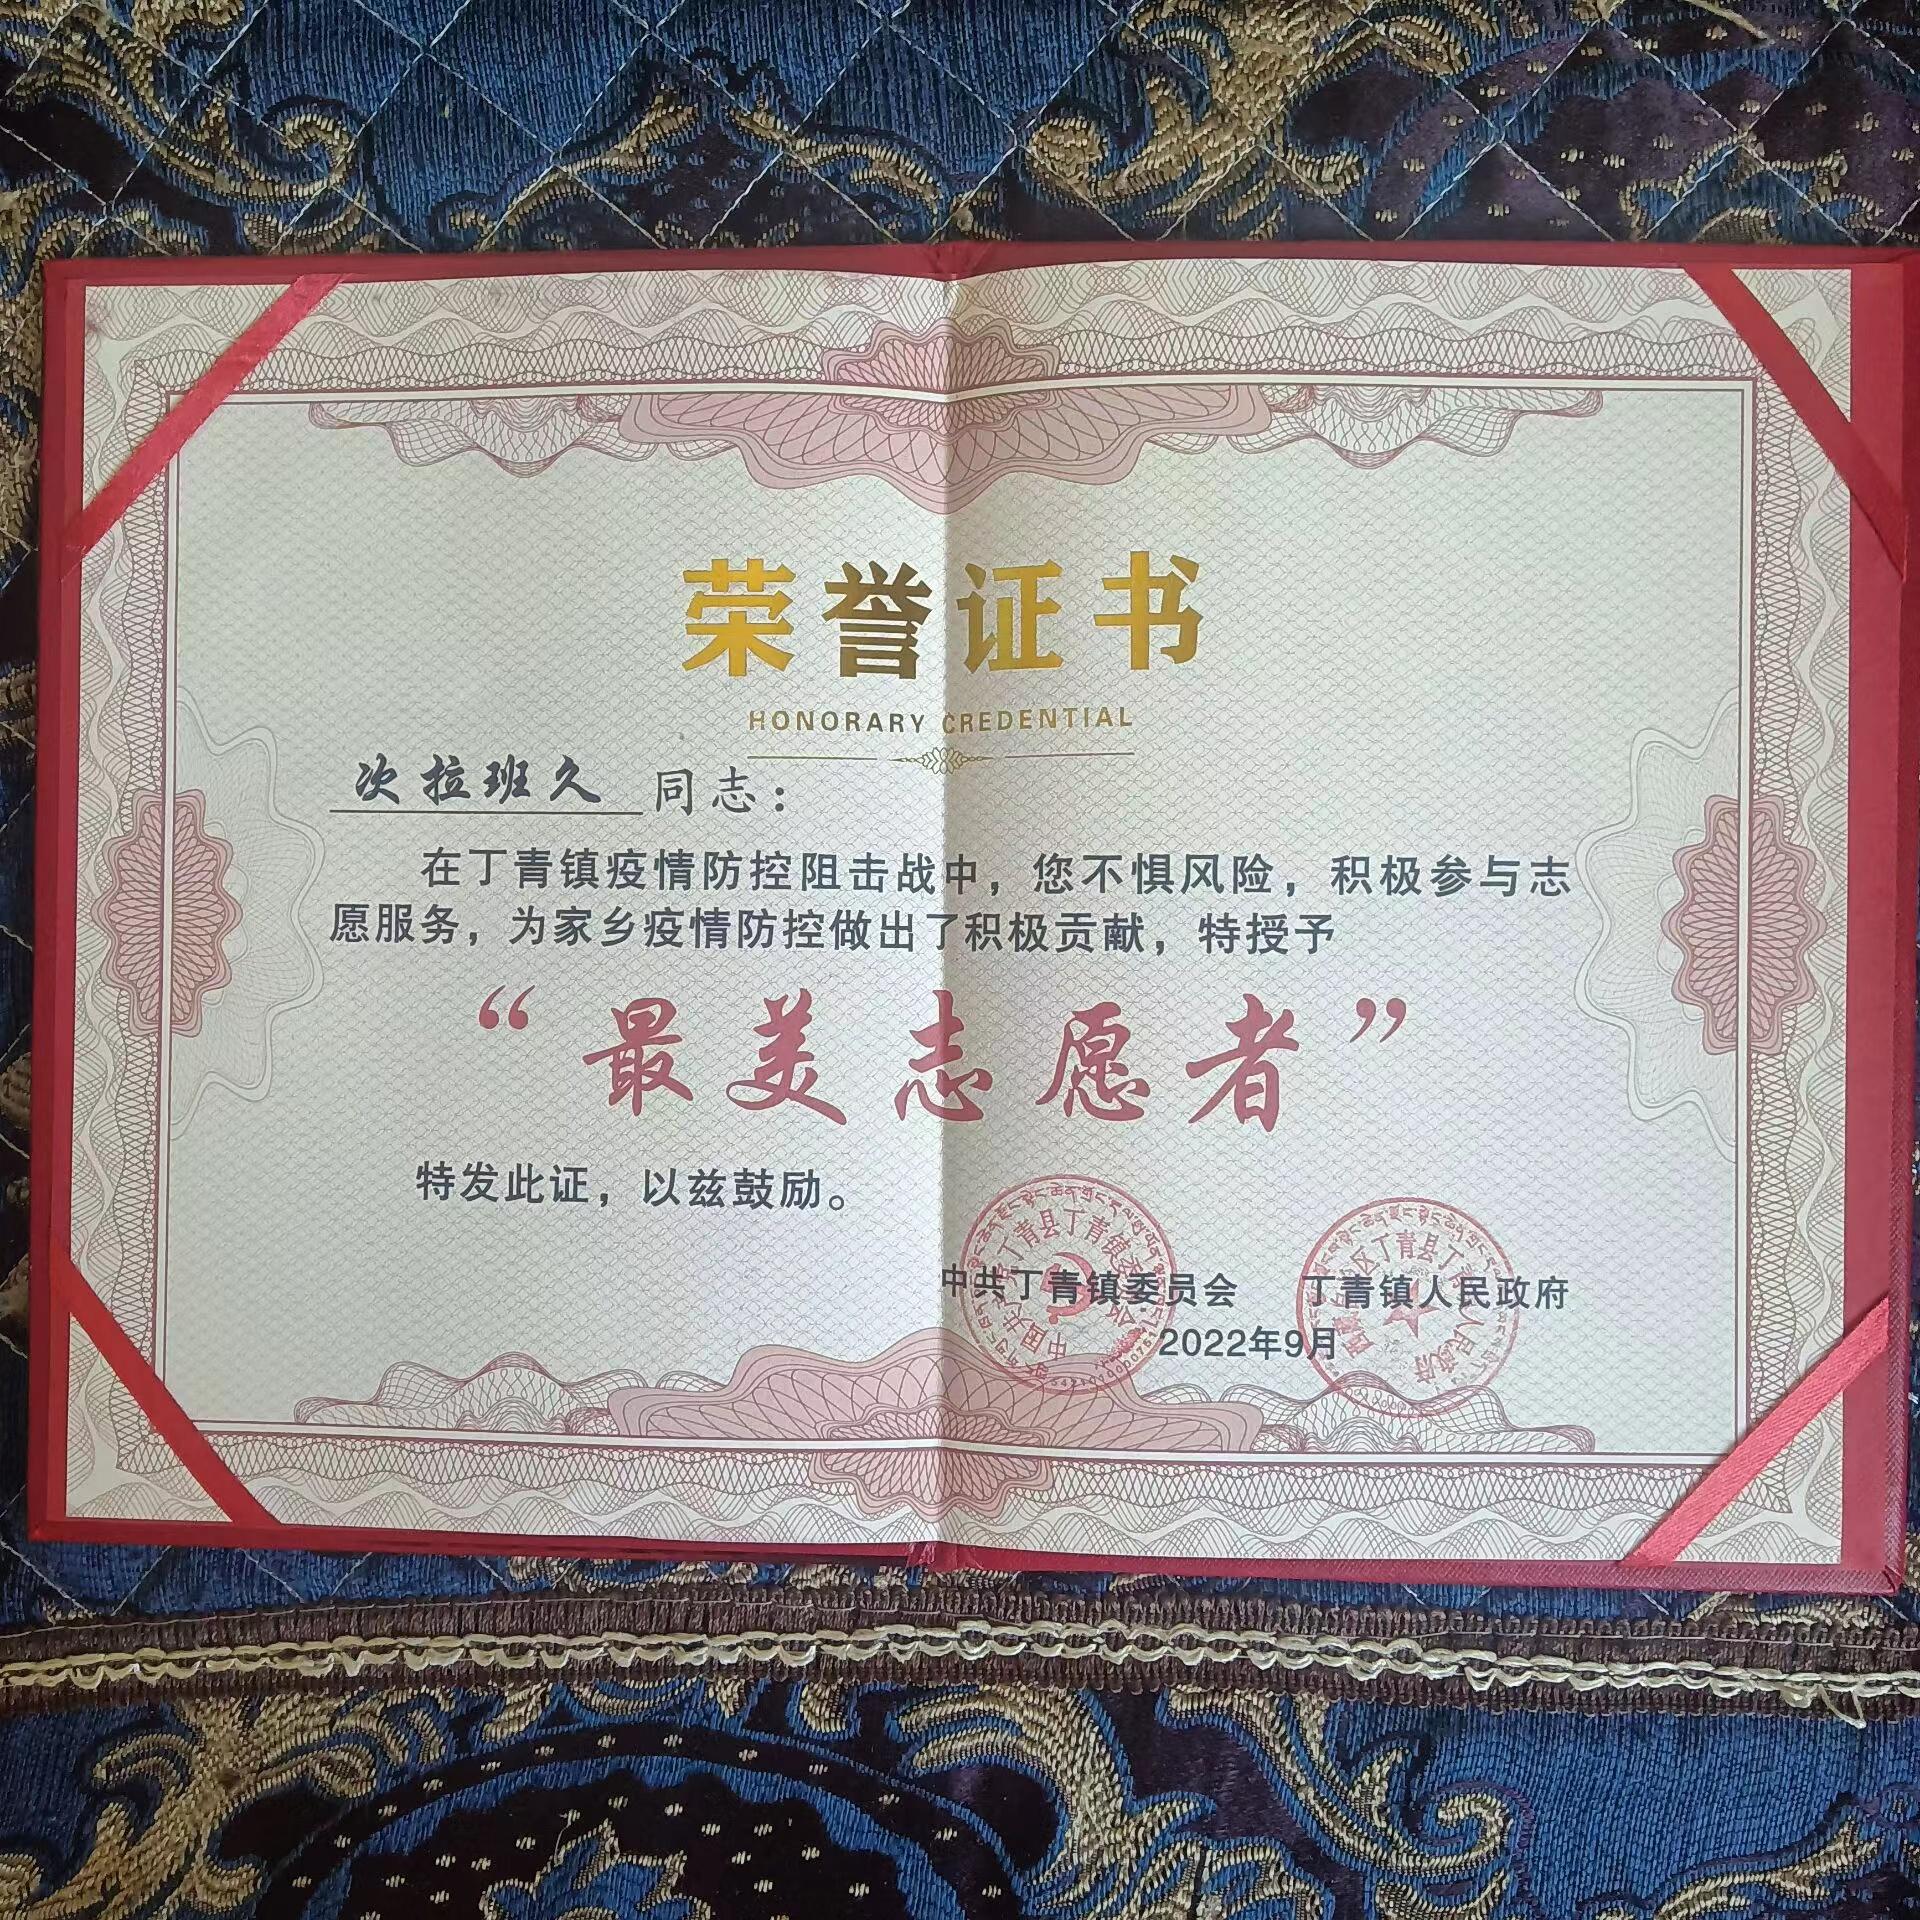 荣誉证书
HONORARY CREDENTIAL
次拉班久 同志：
在丁青镇疫情防控阻击战中，您不惧风险，积极参与志
愿服务，为家乡疫情防控做出了积极贡献，特授予
“最美志愿者”
特发此证，以兹鼓励。
中共丁青镇委员会 丁青镇人民政府
2022年9月